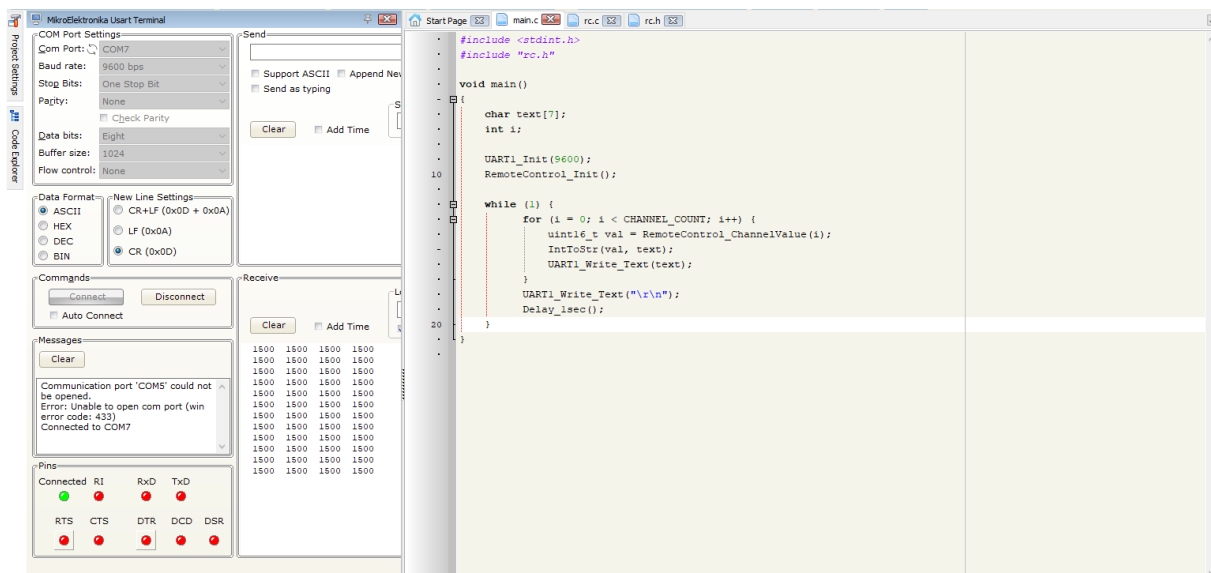 MikroElektronika Usart Terminal
Project Settings
Code Explorer
COM Port Settings
Com Port: COM7
Baud rate: 9600 bps
Stop Bits: One Stop Bit
Parity: None
Check Parity
Data bits: Eight
Buffer size: 1024
Flow control: None
Data Format
ASCII
HEX
DEC
BIN
New Line Settings
CR+LF (0x0D + 0x0A)
LF (0x0A)
CR (0x0D)
Commands
Connect Disconnect
Auto Connect
Messages
Clear
Communication port 'COM5' could not
be opened.
Error: Unable to open com port (win
error code: 433)
Connected to COM7
Pins
Connected RI RxD TxD
RTS CTS DTR DCD DSR
Send
Support ASCII Append New
Send as typing
S
Clear Add Time
Receive
Clear Add Time
1500 1500 1500 1500
1500 1500 1500 1500
1500 1500 1500 1500
1500 1500 1500 1500
1500 1500 1500 1500
1500 1500 1500 1500
1500 1500 1500 1500
1500 1500 1500 1500
1500 1500 1500 1500
1500 1500 1500 1500
1500 1500 1500 1500
1500 1500 1500 1500
Start Page main.c rc.c rc.h
#include <stdint.h>
#include "rc.h"
void main()
{
char text[7];
int i;
UART1_Init(9600);
10 RemoteControl_Init();
while (1) {
for (i = 0; i < CHANNEL_COUNT; i++) {
uint16_t val = RemoteControl_ChannelValue(i);
IntToStr(val, text);
UART1_Write_Text(text);
}
UART1_Write_Text("\r\n");
Delay_1sec();
20 }
}